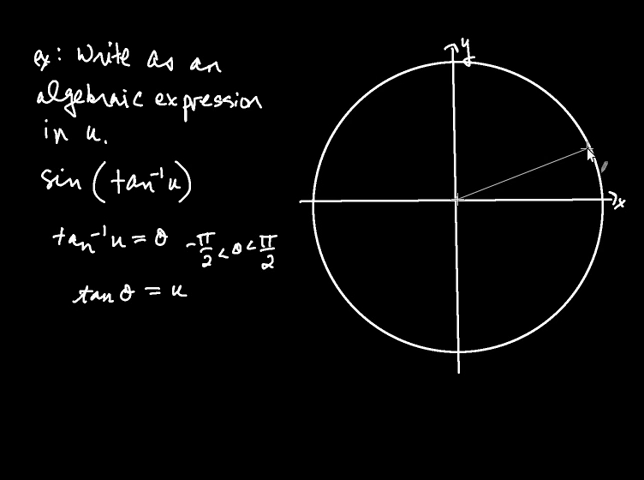 ex: Write as an
algebraic expression
in u.
sin (tan⁻¹u)
tan⁻¹u = θ -π/2 < θ < π/2
tan θ = u
y
x